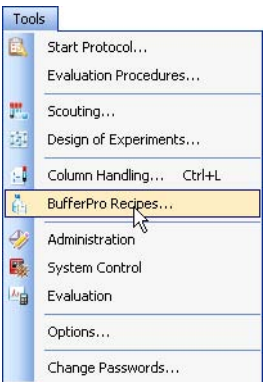 Tools
Start Protocol...
Evaluation Procedures...
Scouting...
Design of Experiments...
Column Handling... Ctrl+L
BufferPro Recipes...
Administration
System Control
Evaluation
Options...
Change Passwords...